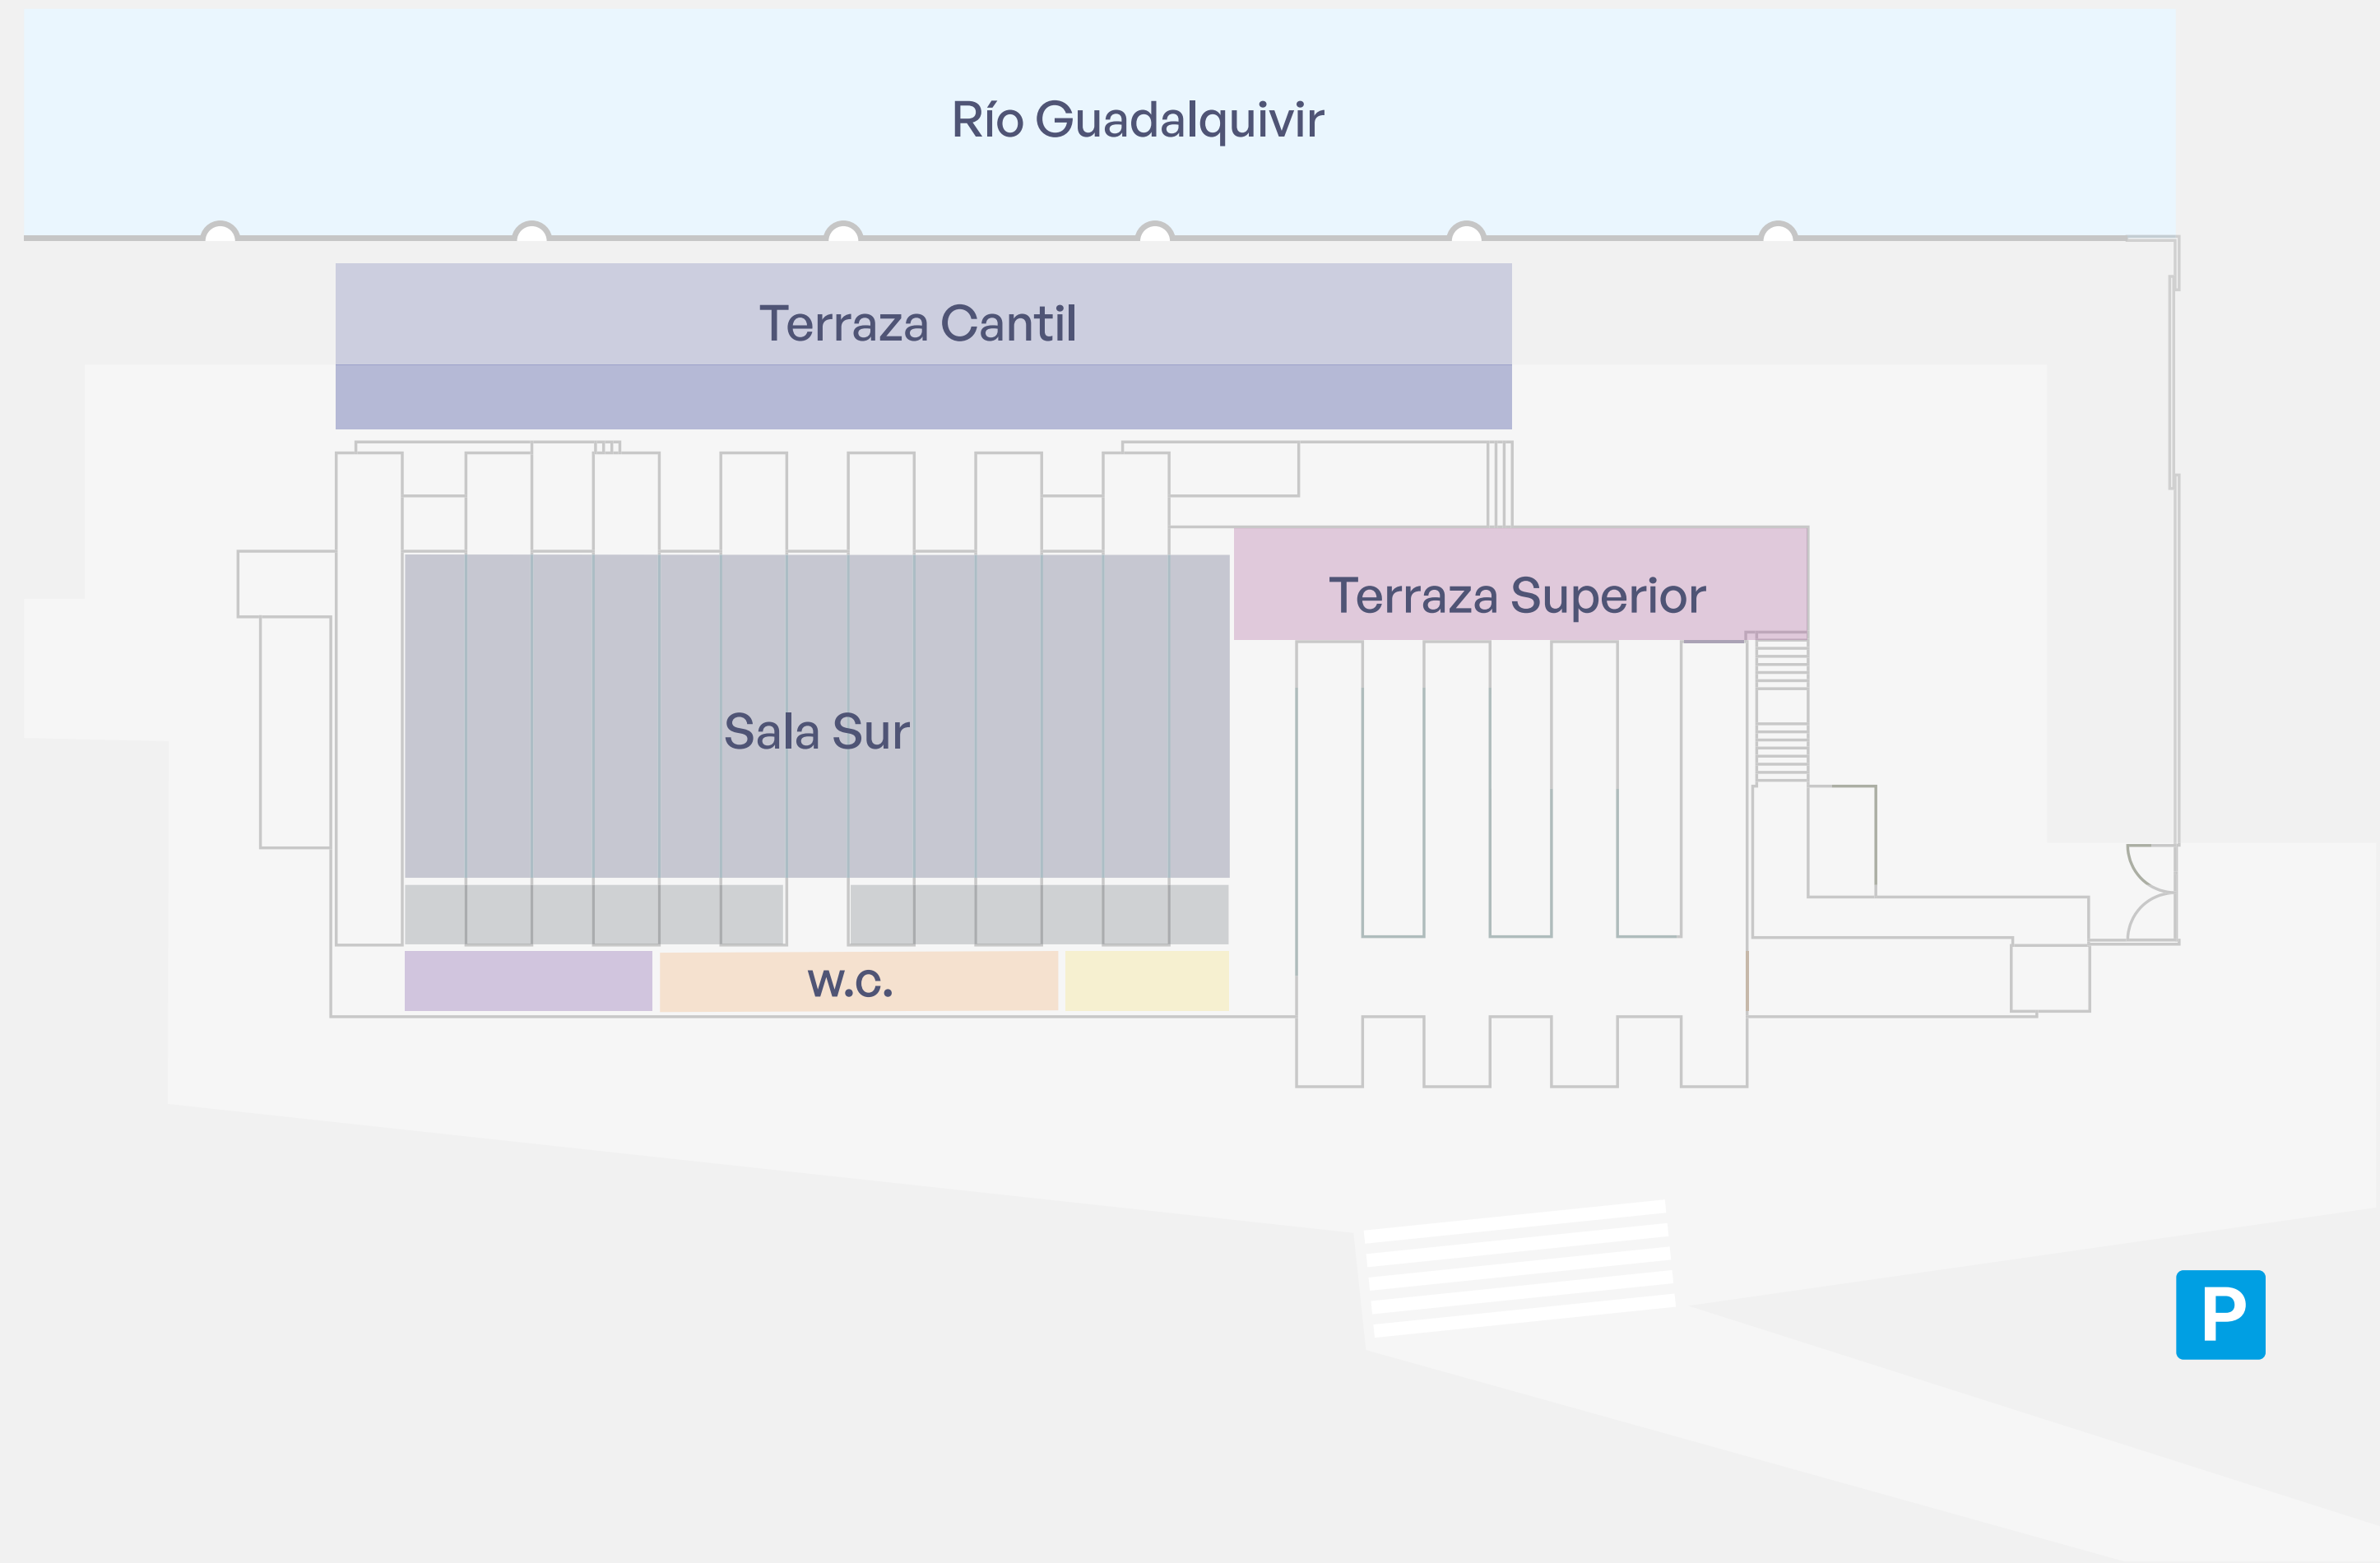 Río Guadalquivir
Terraza Cantil
Terraza Superior
Sala Sur
w.c.
P